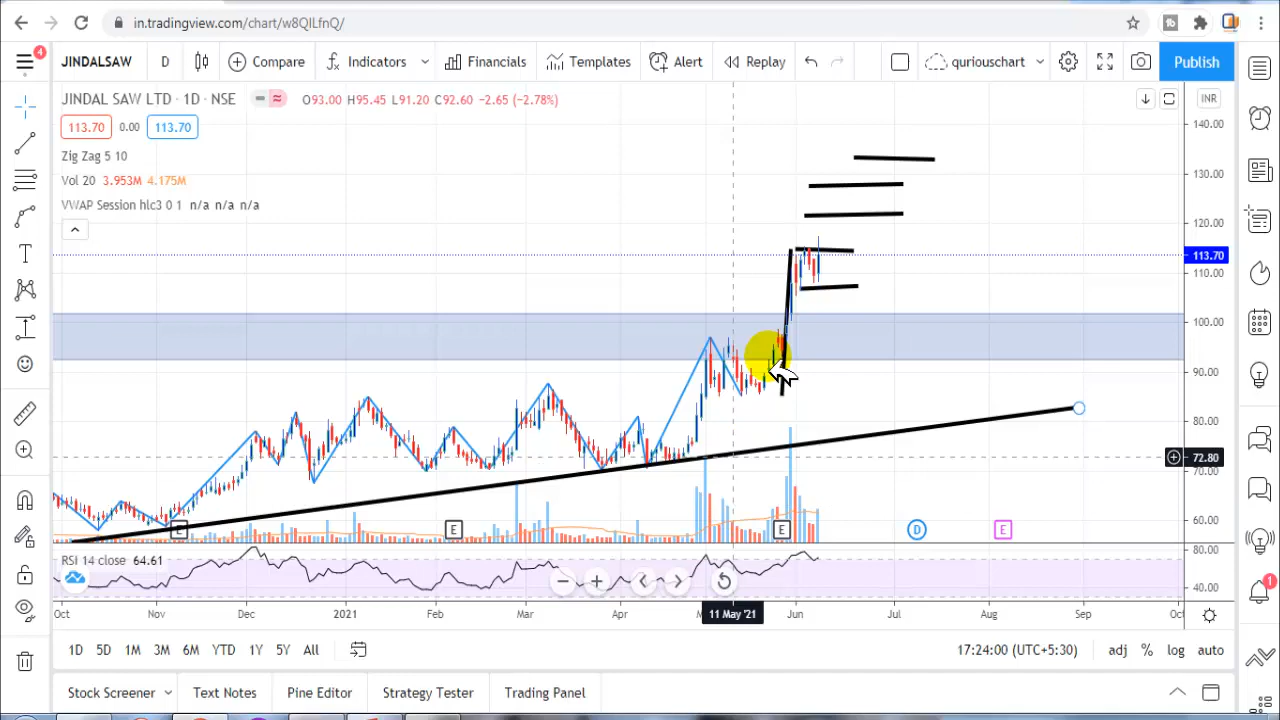 in.tradingview.com/chart/w8QILfnQ/
4
JINDALSAW D Compare Indicators Financials Templates Alert Replay quriouschart Publish
JINDAL SAW LTD · 1D · NSE O93.00 H95.45 L91.20 C92.60 −2.65 (−2.78%) INR
113.70 0.00 113.70
Zig Zag 5 10
Vol 20 3.953M 4.175M
VWAP Session hlc3 0 1 n/a n/a n/a
140.00
130.00
120.00
113.70
110.00
100.00
90.00
80.00
72.80
70.00
60.00
E E E D E
RSI 14 close 64.61
80.00
40.00
1
Oct Nov Dec 2021 Feb Mar Apr 11 May '21 Jun Jul Aug Sep Oct
1D 5D 1M 3M 6M YTD 1Y 5Y All 17:24:00 (UTC+5:30) adj % log auto
Stock Screener Text Notes Pine Editor Strategy Tester Trading Panel